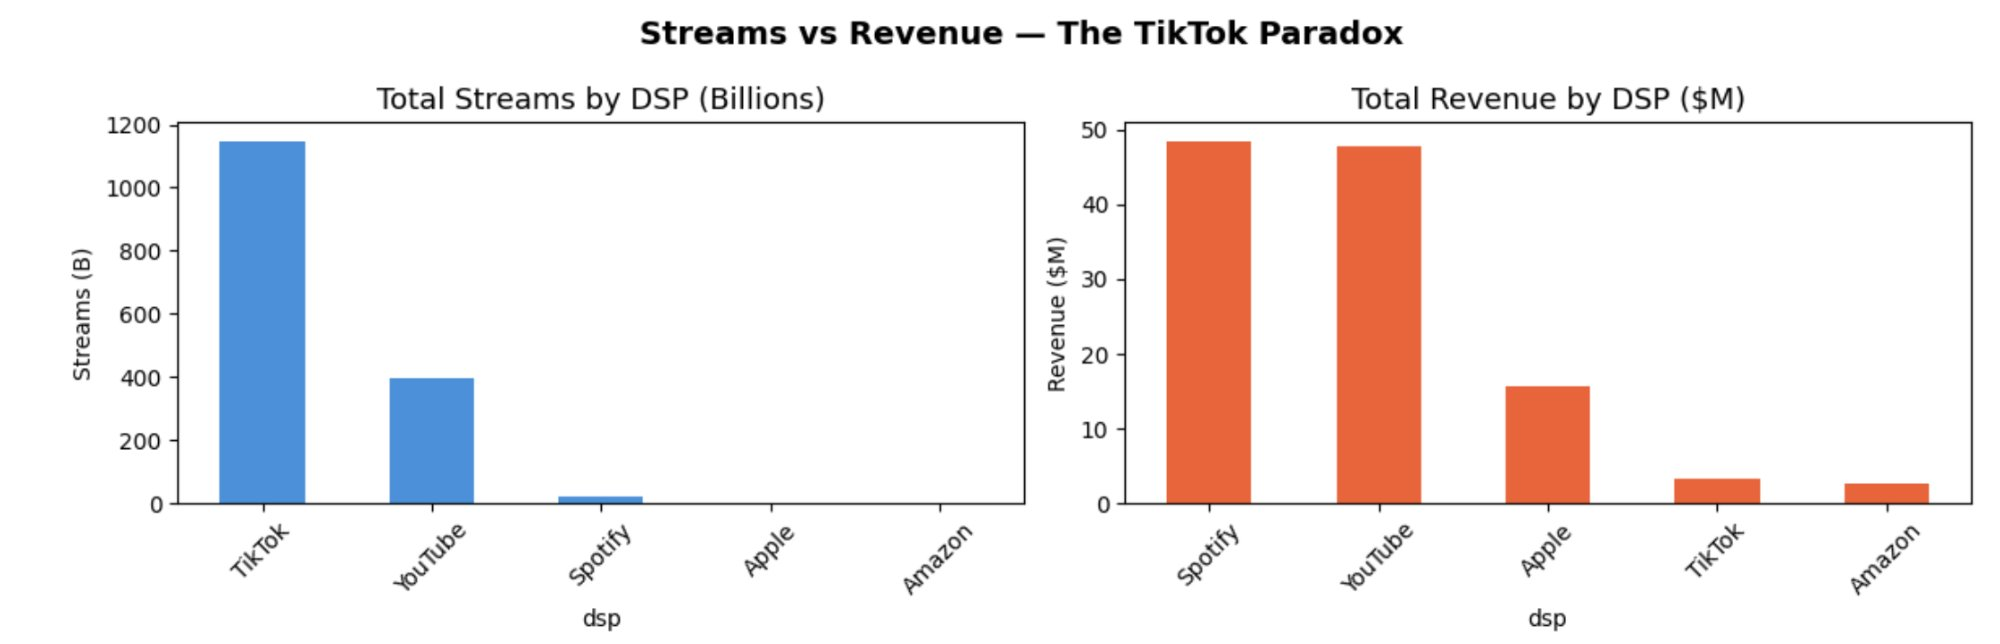 Streams vs Revenue — The TikTok Paradox
Total Streams by DSP (Billions)
Streams (B)
1200
1000
800
600
400
200
0
TikTok
YouTube
Spotify
Apple
Amazon
dsp
Total Revenue by DSP ($M)
Revenue ($M)
50
40
30
20
10
0
Spotify
YouTube
Apple
TikTok
Amazon
dsp